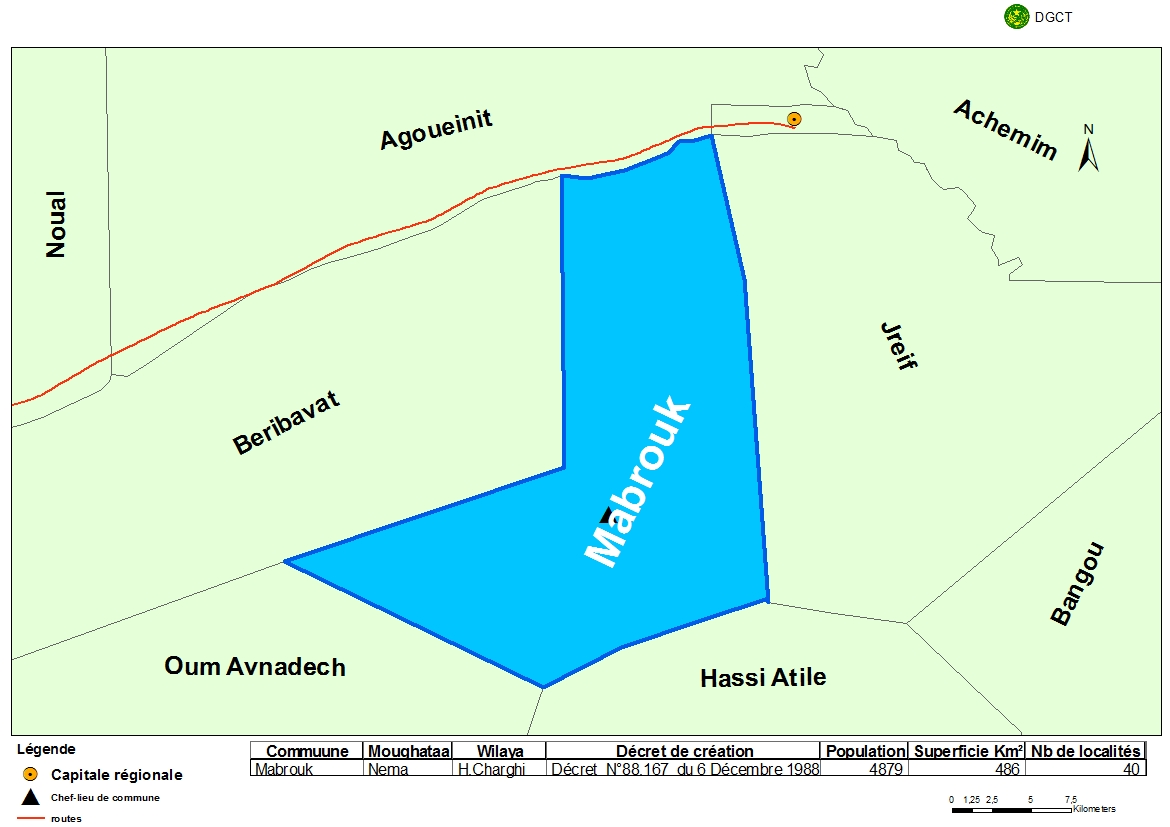 DGCT
Achemim
Agoueinit
N
Noual
Jreif
Beribavat
Mabrouk
Bangou
Oum Avnadech
Hassi Atile
Légende
Capitale régionale
Chef-lieu de commune
routes
Commuune Moughataa Wilaya Décret de création Population Superficie Km² Nb de localités
Mabrouk Nema H.Charghi Décret N°88.167 du 6 Décembre 1988 4879 486 40
0 1,25 2,5 5 7,5
Kilometers